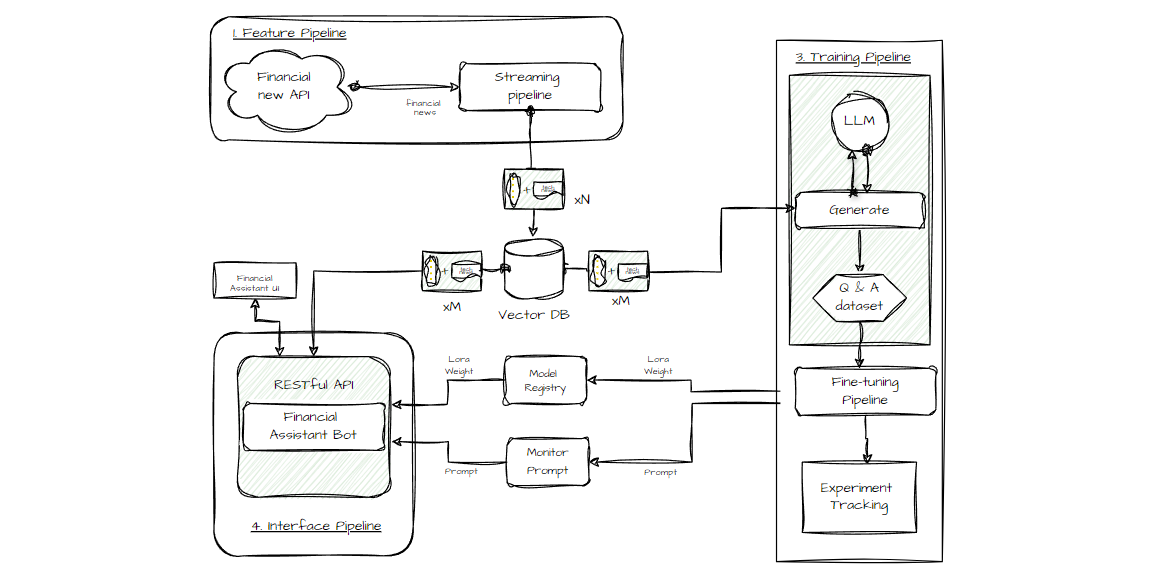 1. Feature Pipeline
Financial
new API
financial
news
Streaming
pipeline
+
xN
3. Training Pipeline
LLM
Generate
Q & A
dataset
Fine-tuning
Pipeline
Experiment
Tracking
+
xM
Vector DB
+
xM
Financial
Assistant UI
RESTful API
Financial
Assistant Bot
4. Interface Pipeline
Lora
Weight
Model
Registry
Lora
Weight
Prompt
Monitor
Prompt
Prompt